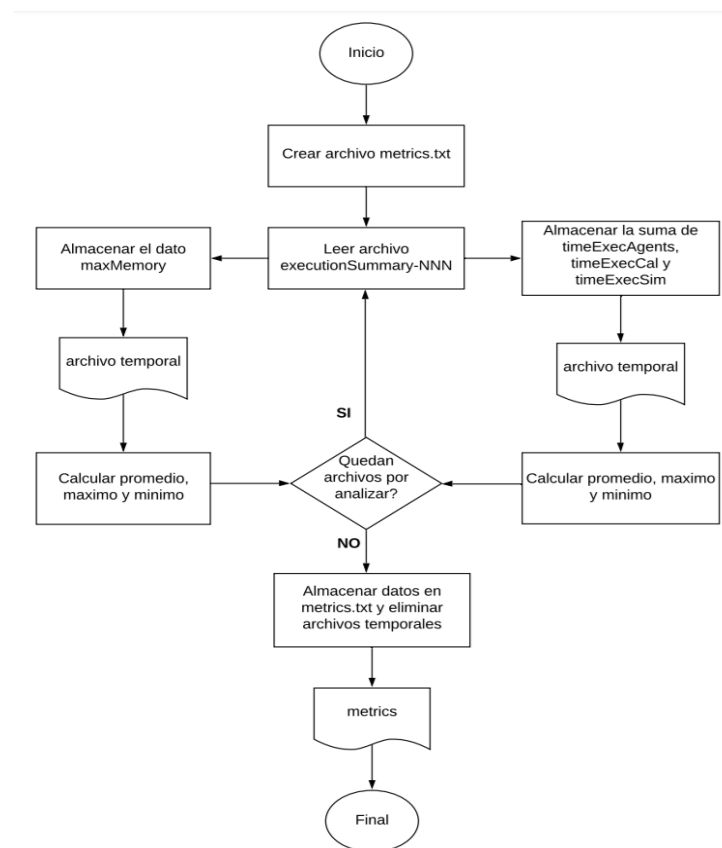 Inicio
Crear archivo metrics.txt
Almacenar el dato
maxMemory
Leer archivo
executionSummary-NNN
Almacenar la suma de
timeExecAgents,
timeExecCal y
timeExecSim
archivo temporal
archivo temporal
SI
Calcular promedio,
maximo y minimo
Quedan
archivos por
analizar?
Calcular promedio, maximo
y minimo
NO
Almacenar datos en
metrics.txt y eliminar
archivos temporales
metrics
Final